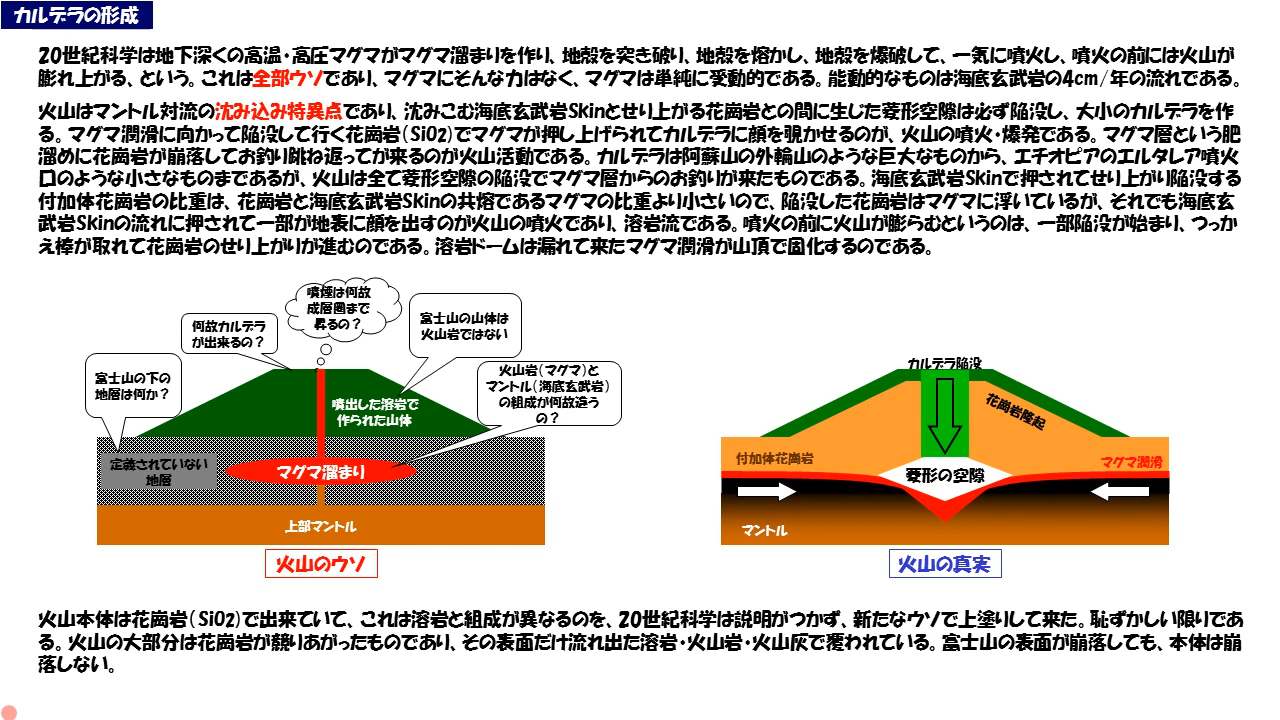 カルデラの形成
20世紀科学は地下深くの高温・高圧マグマがマグマ溜まりを作り、地殻を突き破り、地殻を熔かし、地殻を爆破して、一気に噴火し、噴火の前には火山が
膨れ上がる、という。これは全部ウソであり、マグマにそんな力はなく、マグマは単純に受動的である。能動的なものは海底玄武岩の4cm/年の流れである。
火山はマントル対流の沈み込み特異点であり、沈みこむ海底玄武岩Skinとせり上がる花崗岩との間に生じた菱形空隙は必ず陥没し、大小のカルデラを作
る。マグマ潤滑に向かって陥没して行く花崗岩(SiO2)でマグマが押し上げられてカルデラに顔を覗かせるのが、火山の噴火・爆発である。マグマ層という肥
溜めに花崗岩が崩落してお釣り跳ね返ってが来るのが火山活動である。カルデラは阿蘇山の外輪山のような巨大なものから、エチオピアのエルタレア噴火
口のような小さなものまであるが、火山は全て菱形空隙の陥没でマグマ層からのお釣りが来たものである。海底玄武岩Skinで押されてせり上がり陥没する
付加体花崗岩の比重は、花崗岩と海底玄武岩Skinの共熔であるマグマの比重より小さいので、陥没した花崗岩はマグマに浮いているが、それでも海底玄
武岩Skinの流れに押されて一部が地表に顔を出すのが火山の噴火であり、溶岩流である。噴火の前に火山が膨らむというのは、一部陥没が始まり、つっか
え棒が取れて花崗岩のせり上がりが進むのである。溶岩ドームは漏れて来たマグマ潤滑が山頂で固化するのである。
噴煙は何故
成層圏まで
昇るの?
何故カルデラ
が出来るの?
富士山の山体は
火山岩ではない
富士山の下の
地層は何か?
火山岩(マグマ)と
マントル(海底玄武岩)
の組成が何故違う
の?
噴出した溶岩で
作られた山体
定義されていない
地層
マグマ溜まり
上部マントル
火山のウソ
カルデラ陥没
花崗岩隆起
付加体花崗岩
マグマ潤滑
菱形の空隙
マントル
火山の真実
火山本体は花崗岩(SiO2)で出来ていて、これは溶岩と組成が異なるのを、20世紀科学は説明がつかず、新たなウソで上塗りして来た。恥ずかしい限りであ
る。火山の大部分は花崗岩が競りあがったものであり、その表面だけ流れ出た溶岩・火山岩・火山灰で覆われている。富士山の表面が崩落しても、本体は崩
落しない。